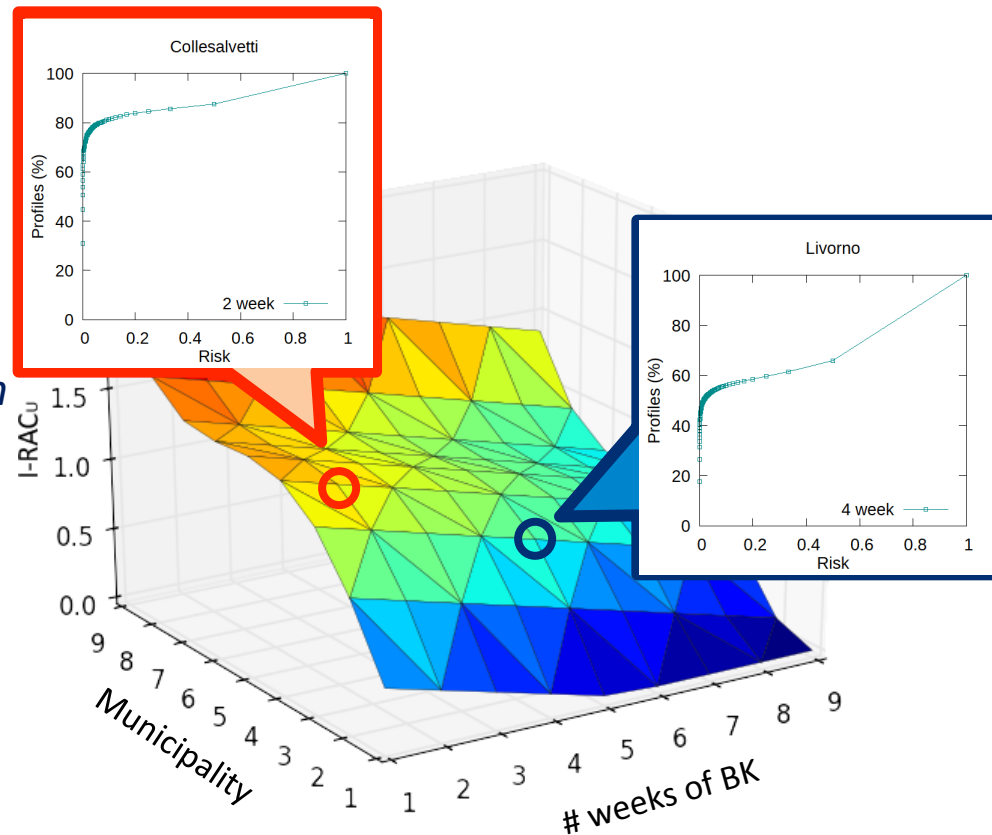 Collesalvetti
100
80
60
40
20
0
Profiles (%)
2 week
0 0.2 0.4 0.6 0.8 1
Risk
Livorno
100
80
60
40
20
0
Profiles (%)
4 week
0 0.2 0.4 0.6 0.8 1
Risk
1.5
1.0
0.5
0.0
I-RACU
9
8
7
6
5
4
3
2
1
Municipality
1 2 3 4 5 6 7 8 9
# weeks of BK